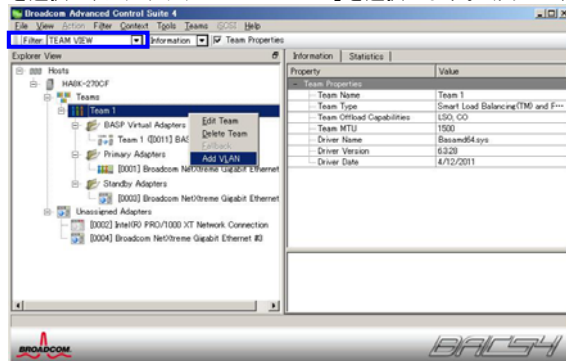 Broadcom Advanced Control Suite 4
File View Action Filter Context Tools Teams iSCSI Help
Filter: TEAM VIEW Information Team Properties
Explorer View
Information Statistics
Property Value
Hosts
HA8K-270CF
Teams
Team 1
BASP Virtual Adapters
Team 1 ([0011] BAS
Primary Adapters
[0001] Broadcom NetXtreme Gigabit Ethernet
Standby Adapters
[0003] Broadcom NetXtreme Gigabit Ethernet
Unassigned Adapters
[0002] Intel(R) PRO/1000 XT Network Connection
[0004] Broadcom NetXtreme Gigabit Ethernet #3
Edit Team
Delete Team
Fallback
Add VLAN
Team Properties
Team Name Team 1
Team Type Smart Load Balancing(TM) and F...
Team Offload Capabilities LSO, CO
Team MTU 1500
Driver Name Basamd64.sys
Driver Version 6.3.28
Driver Date 4/12/2011
BROADCOM.
BACS4